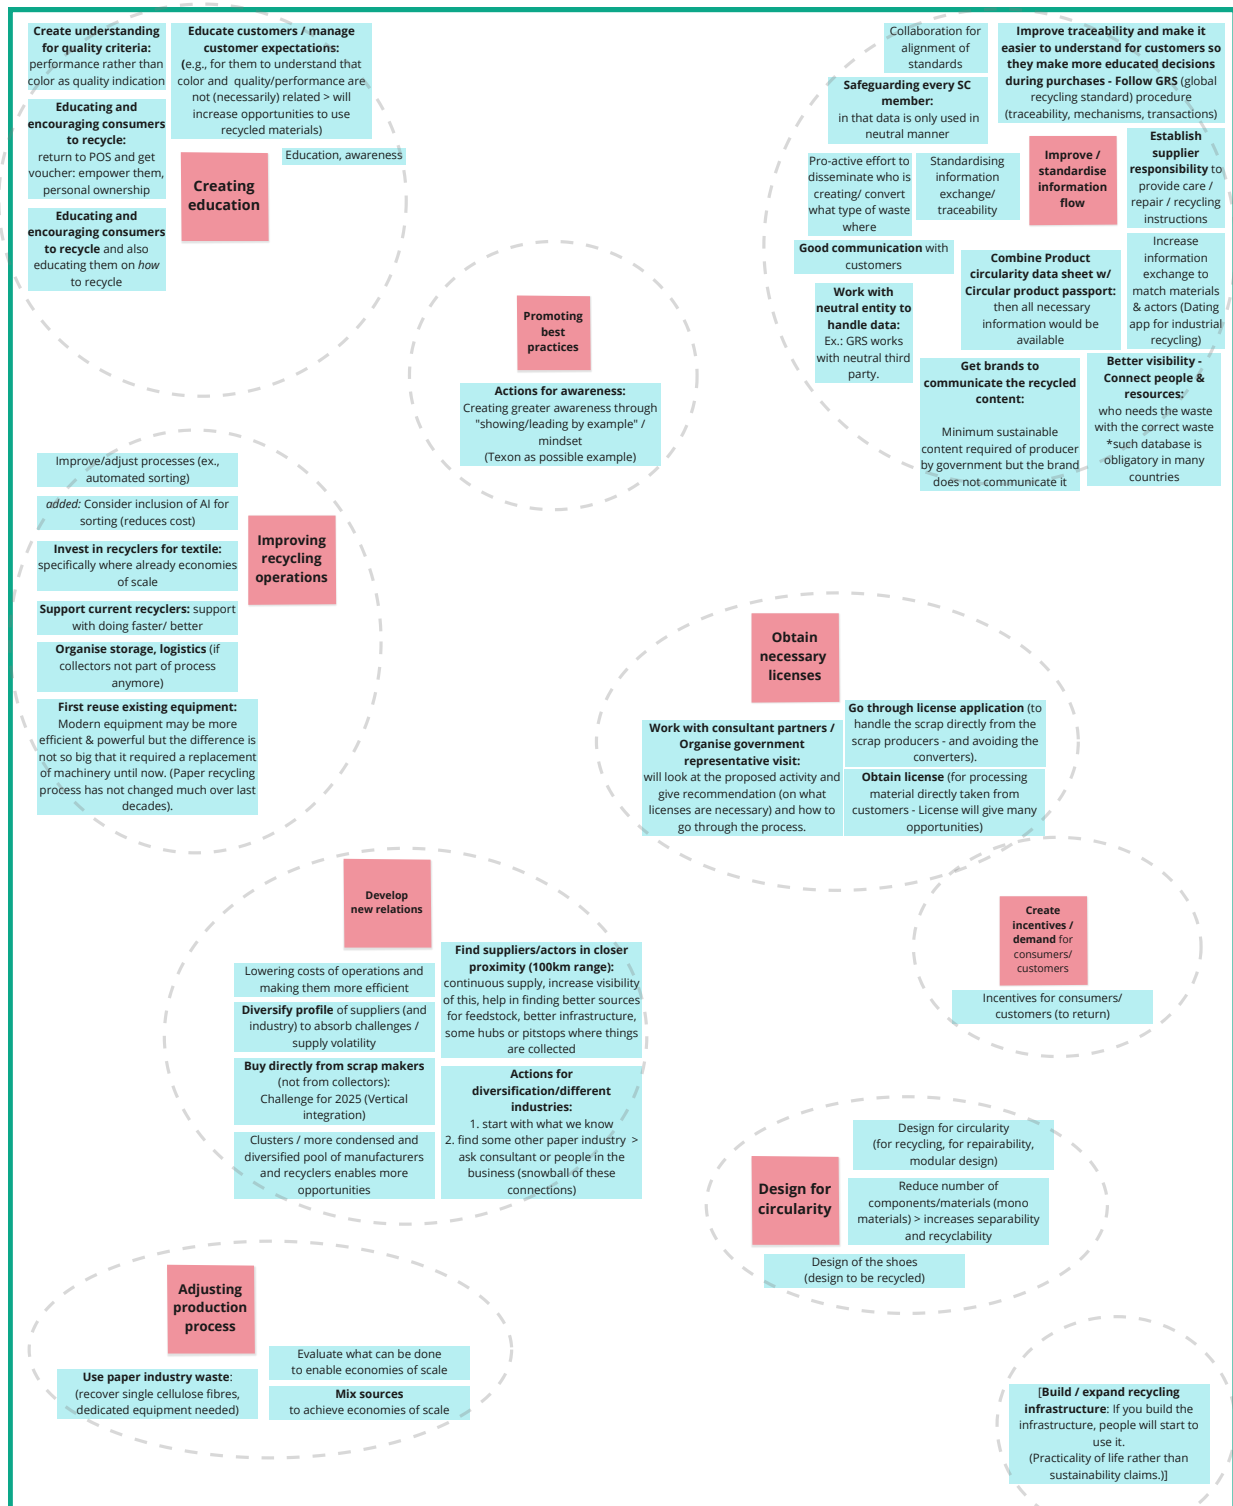 Create understanding
for quality criteria:
performance rather than
color as quality indication
Educate customers / manage
customer expectations:
(e.g., for them to understand that
color and  quality/performance are
not (necessarily) related > will
increase opportunities to use
recycled materials)
Educating and
encouraging consumers
to recycle:
return to POS and get
voucher: empower them,
personal ownership
Education, awareness
Creating
education
Educating and
encouraging consumers
to recycle and also
educating them on how
to recycle
Collaboration for
alignment of
standards
Improve traceability and make it
easier to understand for customers so
they make more educated decisions
during purchases - Follow GRS (global
recycling standard) procedure
(traceability, mechanisms, transactions)
Safeguarding every SC
member:
in that data is only used in
neutral manner
Pro-active effort to
disseminate who is
creating/ convert
what type of waste
where
Standardising
information
exchange/
traceability
Improve /
standardise
information
flow
Establish
supplier
responsibility to
provide care /
repair / recycling
instructions
Good communication with
customers
Combine Product
circularity data sheet w/
Circular product passport:
then all necessary
information would be
available
Increase
information
exchange to
match materials
& actors (Dating
app for industrial
recycling)
Work with
neutral entity to
handle data:
Ex.: GRS works
with neutral third
party.
Get brands to
communicate the recycled
content:
Minimum sustainable
content required of producer
by government but the brand
does not communicate it
Better visibility -
Connect people &
resources:
who needs the waste
with the correct waste
*such database is
obligatory in many
countries
Promoting
best
practices
Actions for awareness:
Creating greater awareness through
"showing/leading by example" /
mindset
(Texon as possible example)
Improve/adjust processes (ex.,
automated sorting)
added: Consider inclusion of AI for
sorting (reduces cost)
Improving
recycling
operations
Invest in recyclers for textile:
specifically where already economies
of scale
Support current recyclers: support
with doing faster/ better
Organise storage, logistics (if
collectors not part of process
anymore)
First reuse existing equipment:
Modern equipment may be more
efficient & powerful but the difference is
not so big that it required a replacement
of machinery until now. (Paper recycling
process has not changed much over last
decades).
Obtain
necessary
licenses
Work with consultant partners /
Organise government
representative visit:
will look at the proposed activity and
give recommendation (on what
licenses are necessary) and how to
go through the process.
Go through license application (to
handle the scrap directly from the
scrap producers - and avoiding the
converters).
Obtain license (for processing
material directly taken from
customers - License will give many
opportunities)
Develop
new relations
Lowering costs of operations and
making them more efficient
Diversify profile of suppliers (and
industry) to absorb challenges /
supply volatility
Buy directly from scrap makers
(not from collectors):
Challenge for 2025 (Vertical
integration)
Clusters / more condensed and
diversified pool of manufacturers
and recyclers enables more
opportunities
Find suppliers/actors in closer
proximity (100km range):
continuous supply, increase visibility
of this, help in finding better sources
for feedstock, better infrastructure,
some hubs or pitstops where things
are collected
Actions for
diversification/different
industries:
1. start with what we know
2. find some other paper industry  >
ask consultant or people in the
business (snowball of these
connections)
Create
incentives /
demand for
consumers/
customers
Incentives for consumers/
customers (to return)
Design for
circularity
Design for circularity
(for recycling, for repairability,
modular design)
Reduce number of
components/materials (mono
materials) > increases separability
and recyclability
Design of the shoes
(design to be recycled)
Adjusting
production
process
Use paper industry waste:
(recover single cellulose fibres,
dedicated equipment needed)
Evaluate what can be done
to enable economies of scale
Mix sources
to achieve economies of scale
[Build / expand recycling
infrastructure: If you build the
infrastructure, people will start to
use it.
(Practicality of life rather than
sustainability claims.)]